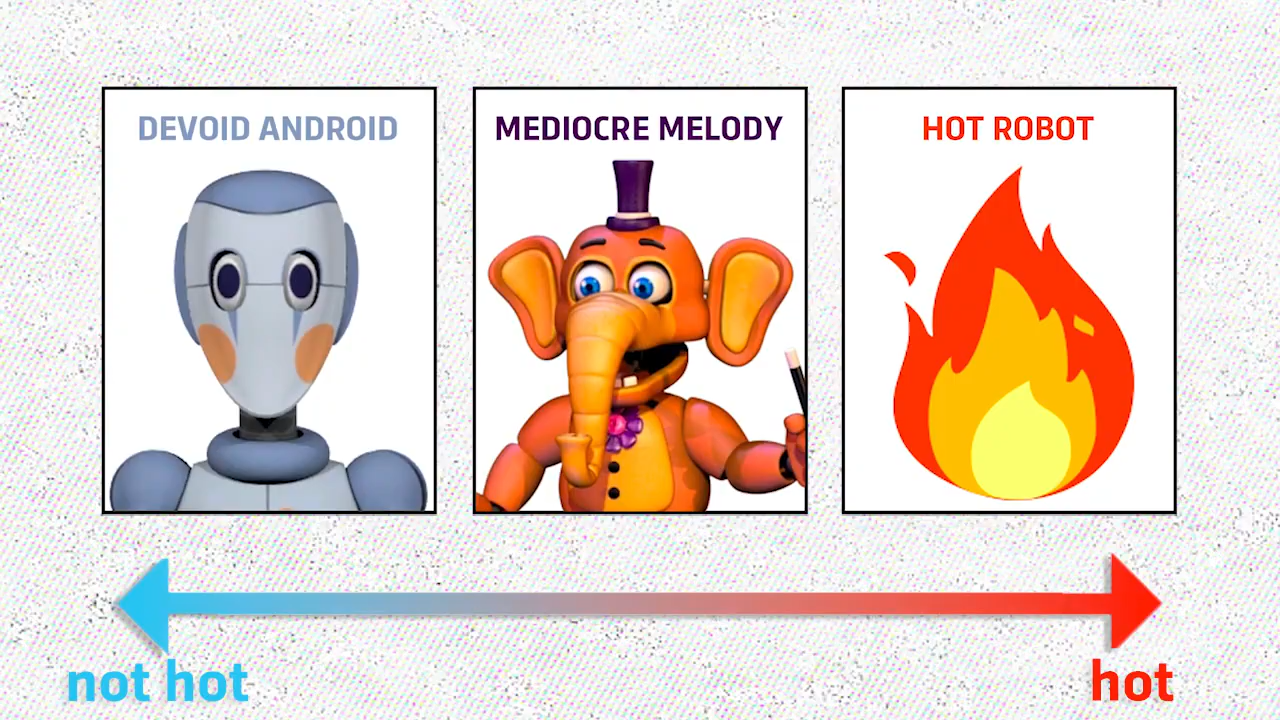 DEVOID ANDROID
MEDIOCRE MELODY
HOT ROBOT
not hot
hot